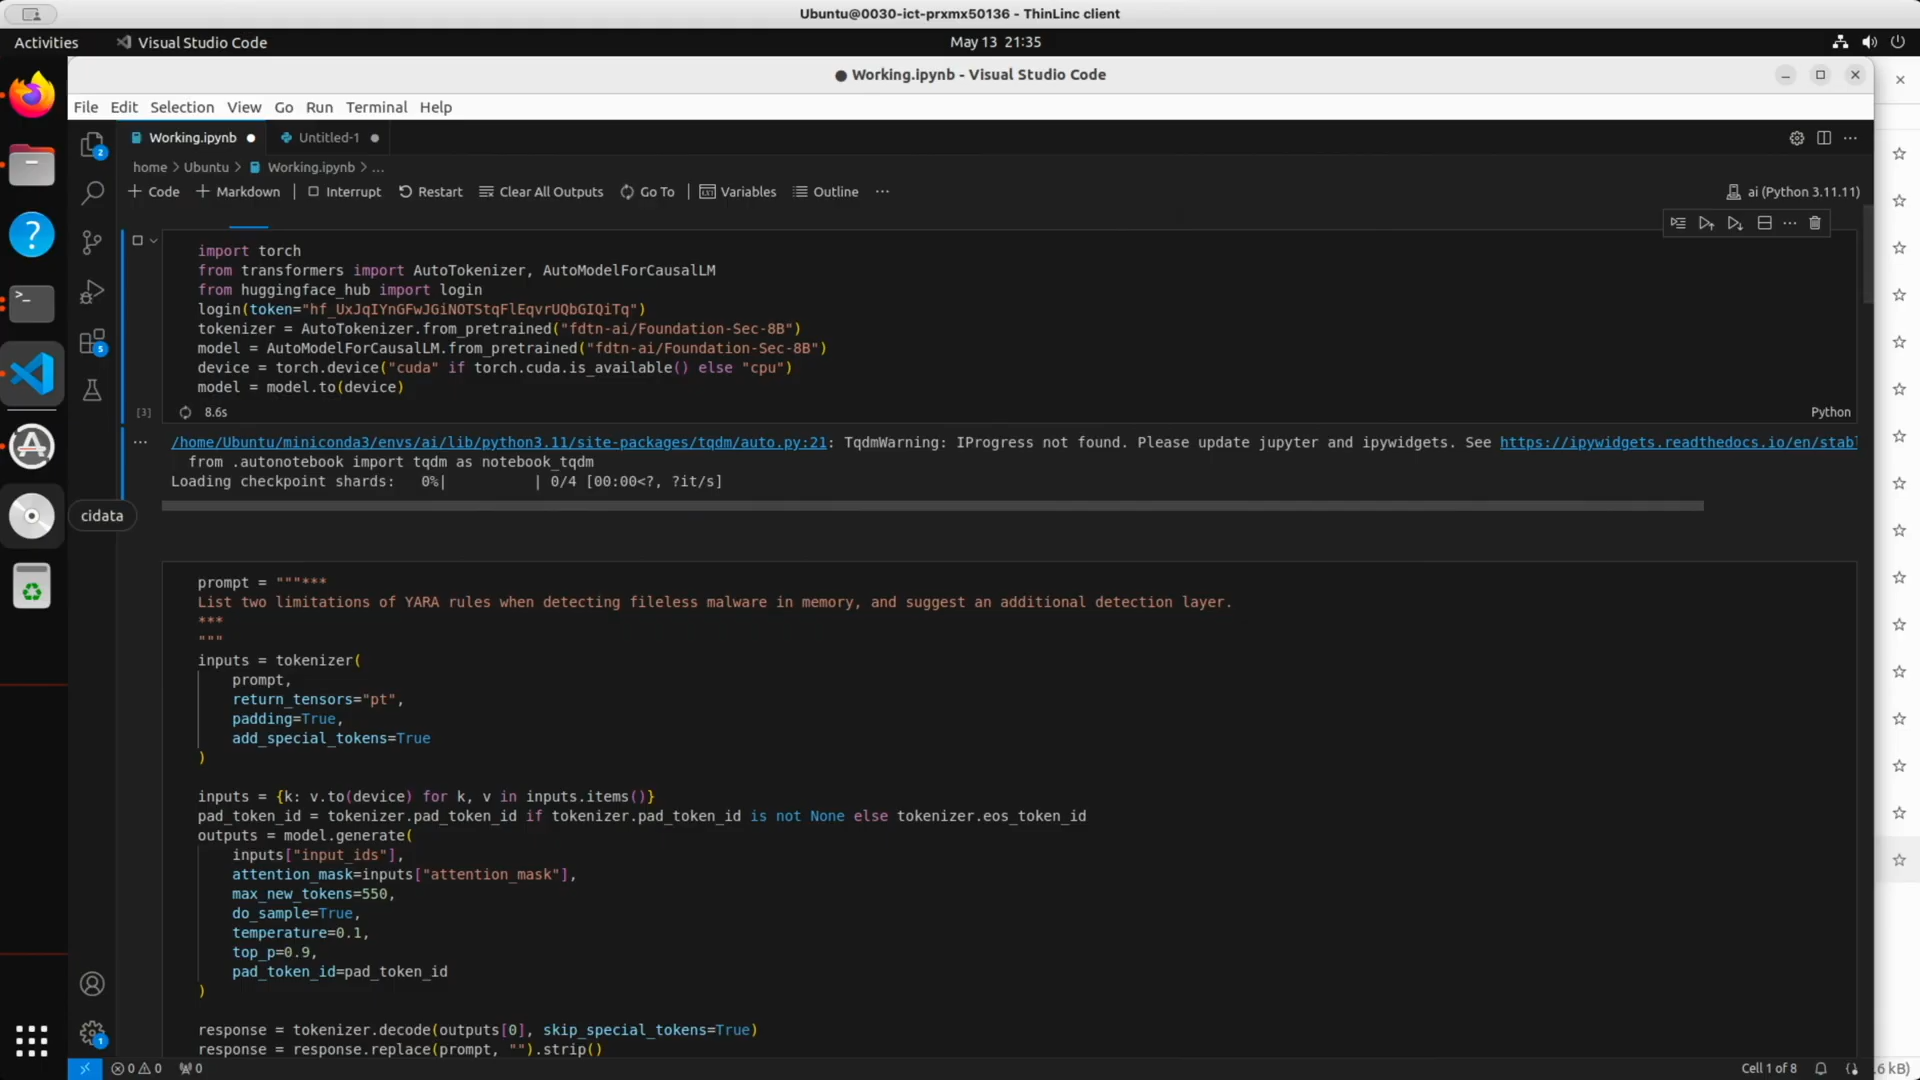 Ubuntu@0030-ict-prxmx50136 - ThinLinc client
Activities
Visual Studio Code
May 13 21:35
● Working.ipynb - Visual Studio Code
File Edit Selection View Go Run Terminal Help
Working.ipynb
Untitled-1
home > Ubuntu > Working.ipynb > ...
+ Code + Markdown | Interrupt Restart Clear All Outputs Go To | Variables Outline ...
ai (Python 3.11.11)
import torch
from transformers import AutoTokenizer, AutoModelForCausalLM
from huggingface_hub import login
login(token="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")
tokenizer = AutoTokenizer.from_pretrained("fdtn-ai/Foundation-Sec-8B")
model = AutoModelForCausalLM.from_pretrained("fdtn-ai/Foundation-Sec-8B")
device = torch.device("cuda" if torch.cuda.is_available() else "cpu")
model = model.to(device)
[3]
8.6s
Python
/home/Ubuntu/miniconda3/envs/ai/lib/python3.11/site-packages/tqdm/auto.py:21: TqdmWarning: IProgress not found. Please update jupyter and ipywidgets. See https://ipywidgets.readthedocs.io/en/stabl
from .autonotebook import tqdm as notebook_tqdm
Loading checkpoint shards: 0%| | 0/4 [00:00<?, ?it/s]
cidata
prompt = """***
List two limitations of YARA rules when detecting fileless malware in memory, and suggest an additional detection layer.
***
"""
inputs = tokenizer(
prompt,
return_tensors="pt",
padding=True,
add_special_tokens=True
)
inputs = {k: v.to(device) for k, v in inputs.items()}
pad_token_id = tokenizer.pad_token_id if tokenizer.pad_token_id is not None else tokenizer.eos_token_id
outputs = model.generate(
inputs["input_ids"],
attention_mask=inputs["attention_mask"],
max_new_tokens=550,
do_sample=True,
temperature=0.1,
top_p=0.9,
pad_token_id=pad_token_id
)
response = tokenizer.decode(outputs[0], skip_special_tokens=True)
response = response.replace(prompt, "").strip()
2
5
1
0 0 0
Cell 1 of 8
.6 kB)